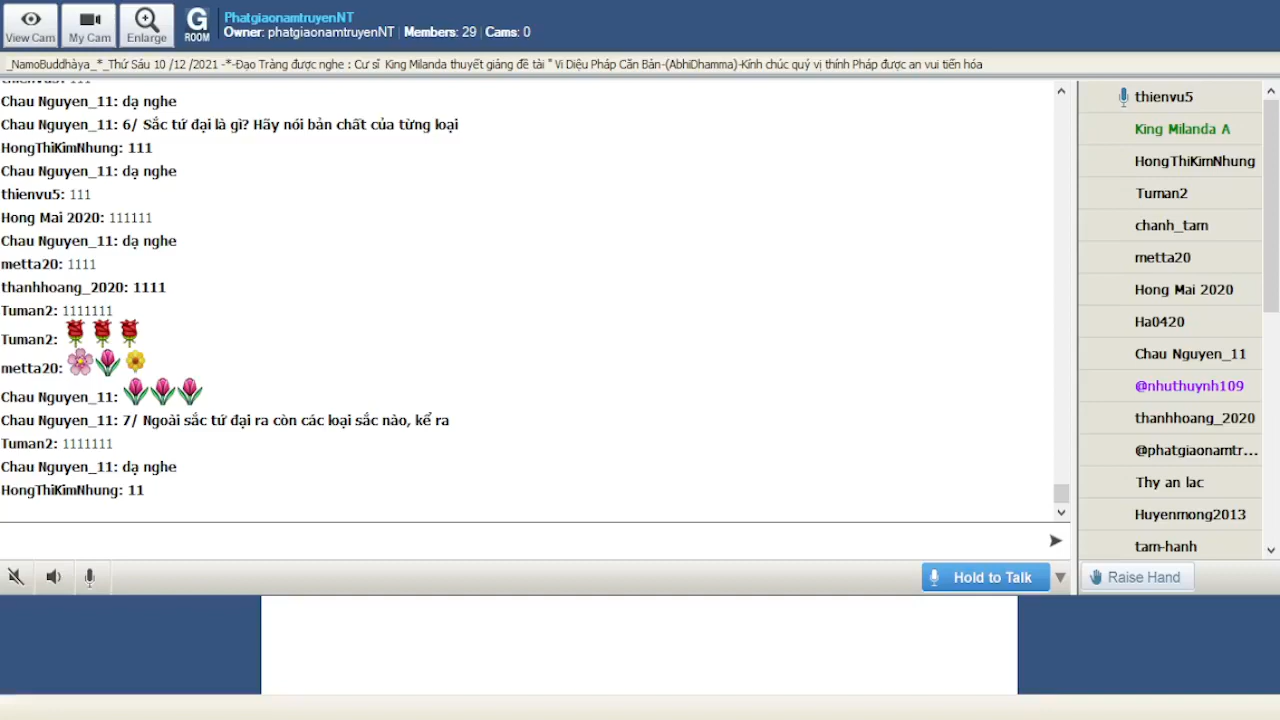 PhatgiaonamtruyenNT
Owner: phatgiaonamtruyenNT | Members: 29 | Cams: 0
View Cam
My Cam
Enlarge
G
ROOM
_NamoBuddhàya_*_Thứ Sáu 10 /12 /2021 -*-Đạo Tràng được nghe : Cư sĩ King Milanda thuyết giảng đề tài " Vi Diệu Pháp Căn Bản-(AbhiDhamma)-Kính chúc quý vị thính Pháp được an vui tiến hóa
thienvu5: 111
Chau Nguyen_11: dạ nghe
Chau Nguyen_11: 6/ Sắc tứ đại là gì? Hãy nói bản chất của từng loại
HongThiKimNhung: 111
Chau Nguyen_11: dạ nghe
thienvu5: 111
Hong Mai 2020: 111111
Chau Nguyen_11: dạ nghe
metta20: 1111
thanhhoang_2020: 1111
Tuman2: 1111111
Tuman2:
metta20:
Chau Nguyen_11:
Chau Nguyen_11: 7/ Ngoài sắc tứ đại ra còn các loại sắc nào, kể ra
Tuman2: 1111111
Chau Nguyen_11: dạ nghe
HongThiKimNhung: 11
thienvu5
King Milanda A
HongThiKimNhung
Tuman2
chanh_tam
metta20
Hong Mai 2020
Ha0420
Chau Nguyen_11
@nhuthuynh109
thanhhoang_2020
@phatgiaonamtr...
Thy an lac
Huyenmong2013
tam-hanh
Hold to Talk
Raise Hand